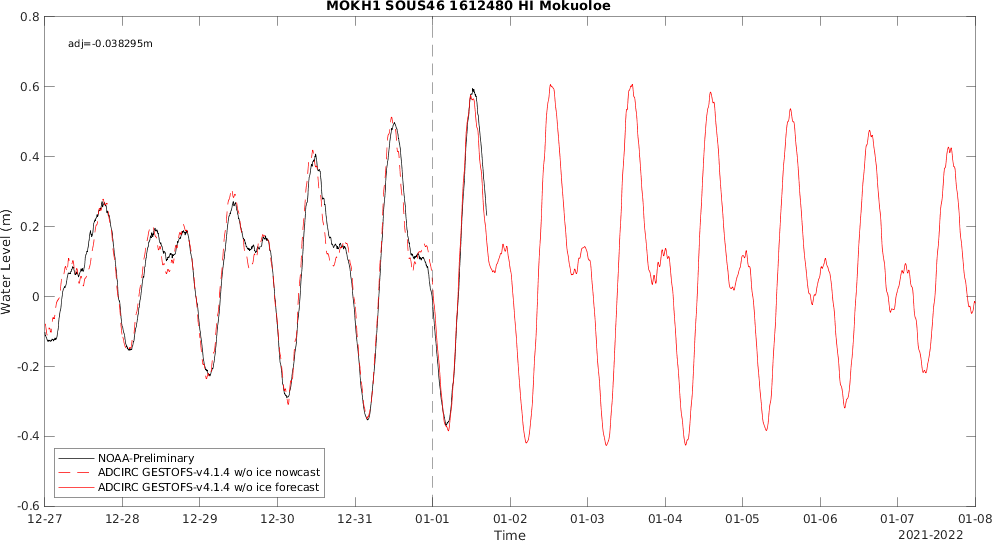 MOKH1 SOUS46 1612480 HI Mokuoloe
adj=-0.038295m
Water Level (m)
0.8
0.6
0.4
0.2
0
-0.2
-0.4
-0.6
NOAA-Preliminary
ADCIRC GESTOFS-v4.1.4 w/o ice nowcast
ADCIRC GESTOFS-v4.1.4 w/o ice forecast
12-27 12-28 12-29 12-30 12-31 01-01 01-02 01-03 01-04 01-05 01-06 01-07 01-08
Time
2021-2022